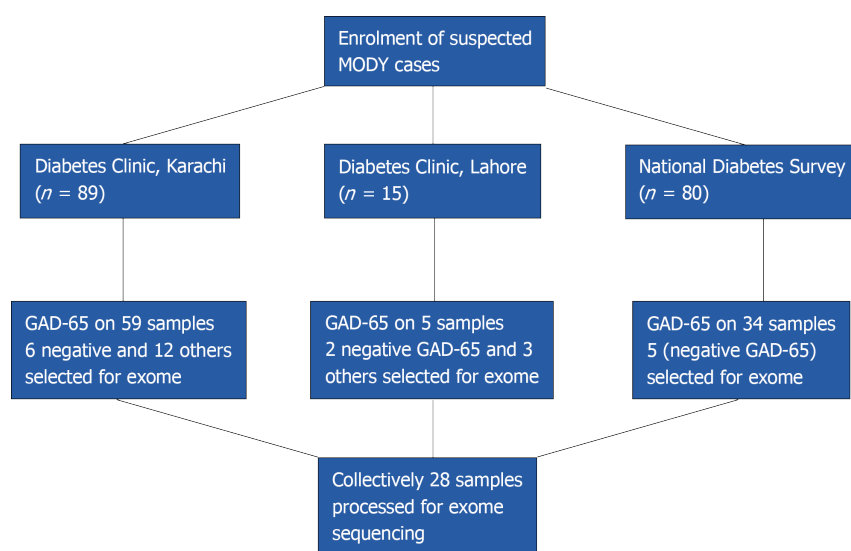 Enrolment of suspected
MODY cases
Diabetes Clinic, Karachi
(n = 89)
Diabetes Clinic, Lahore
(n = 15)
National Diabetes Survey
(n = 80)
GAD-65 on 59 samples
6 negative and 12 others
selected for exome
GAD-65 on 5 samples
2 negative GAD-65 and 3
others selected for exome
GAD-65 on 34 samples
5 (negative GAD-65)
selected for exome
Collectively 28 samples
processed for exome
sequencing